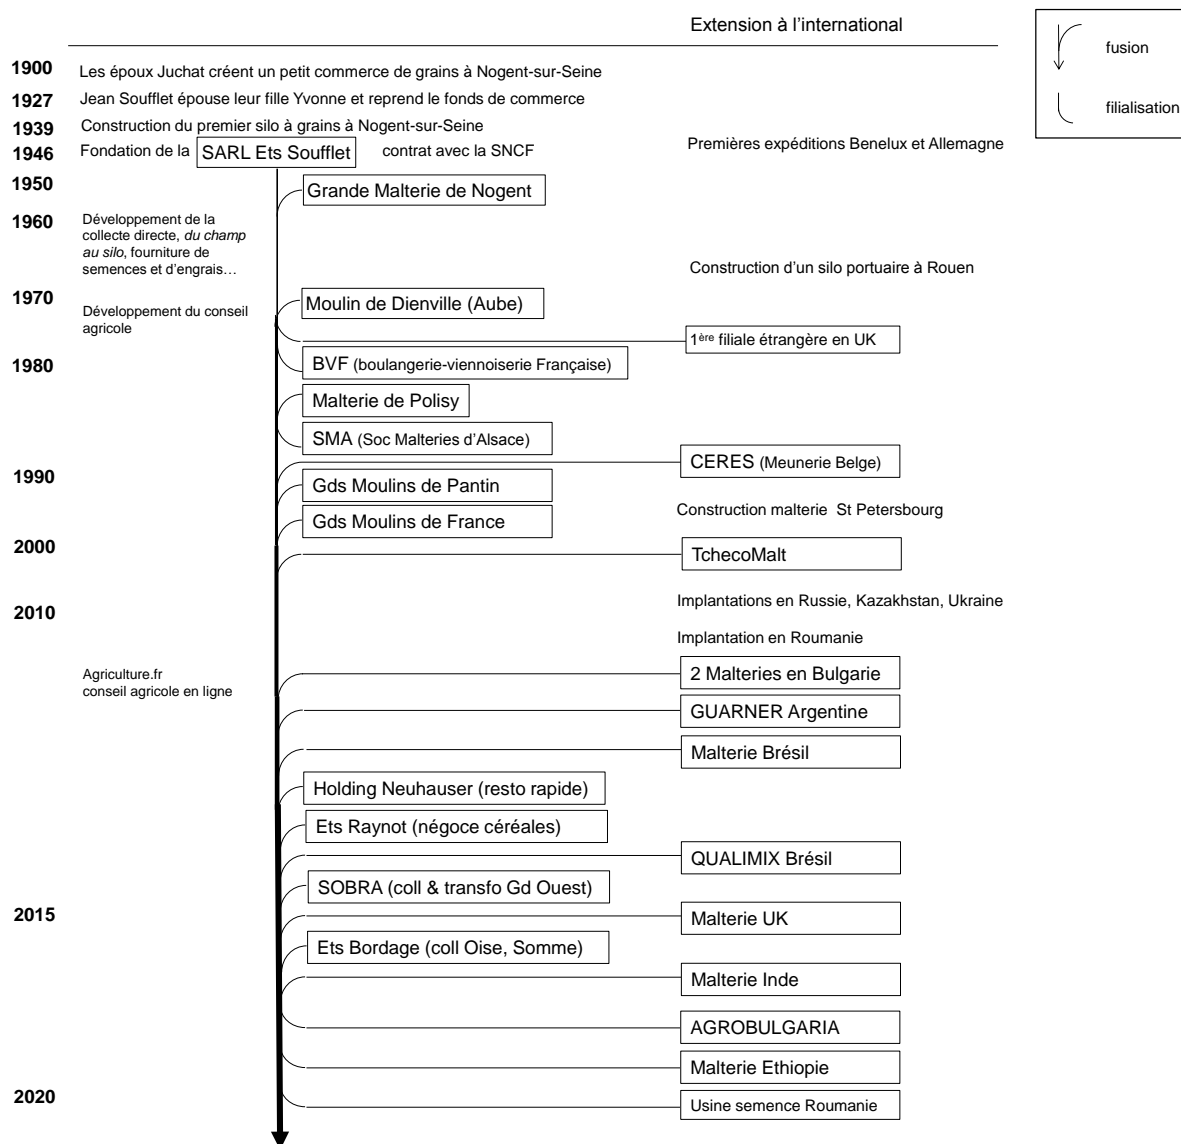 Extension à l'international
fusion
filialisation
1900 Les époux Juchat créent un petit commerce de grains à Nogent-sur-Seine
1927 Jean Soufflet épouse leur fille Yvonne et reprend le fonds de commerce
1939 Construction du premier silo à grains à Nogent-sur-Seine
Premières expéditions Benelux et Allemagne
1946 Fondation de la SARL Ets Soufflet contrat avec la SNCF
1950
Grande Malterie de Nogent
1960
Développement de la
collecte directe, du champ
au silo, fourniture de
semences et d'engrais…
Construction d'un silo portuaire à Rouen
1970
Moulin de Dienville (Aube)
Développement du conseil
agricole
1ère filiale étrangère en UK
1980
BVF (boulangerie-viennoiserie Française)
Malterie de Polisy
SMA (Soc Malteries d'Alsace)
CERES (Meunerie Belge)
1990
Gds Moulins de Pantin
Construction malterie St Petersbourg
Gds Moulins de France
2000
TchecoMalt
Implantations en Russie, Kazakhstan, Ukraine
2010
Implantation en Roumanie
Agriculture.fr
conseil agricole en ligne
2 Malteries en Bulgarie
GUARNER Argentine
Malterie Brésil
Holding Neuhauser (resto rapide)
Ets Raynot (négoce céréales)
QUALIMIX Brésil
SOBRA (coll & transfo Gd Ouest)
2015
Malterie UK
Ets Bordage (coll Oise, Somme)
Malterie Inde
AGROBULGARIA
Malterie Ethiopie
2020
Usine semence Roumanie